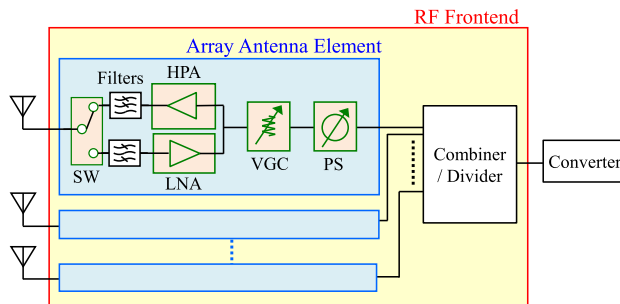 RF Frontend
Array Antenna Element
Filters
HPA
SW
LNA
VGC
PS
Combiner
/ Divider
Converter